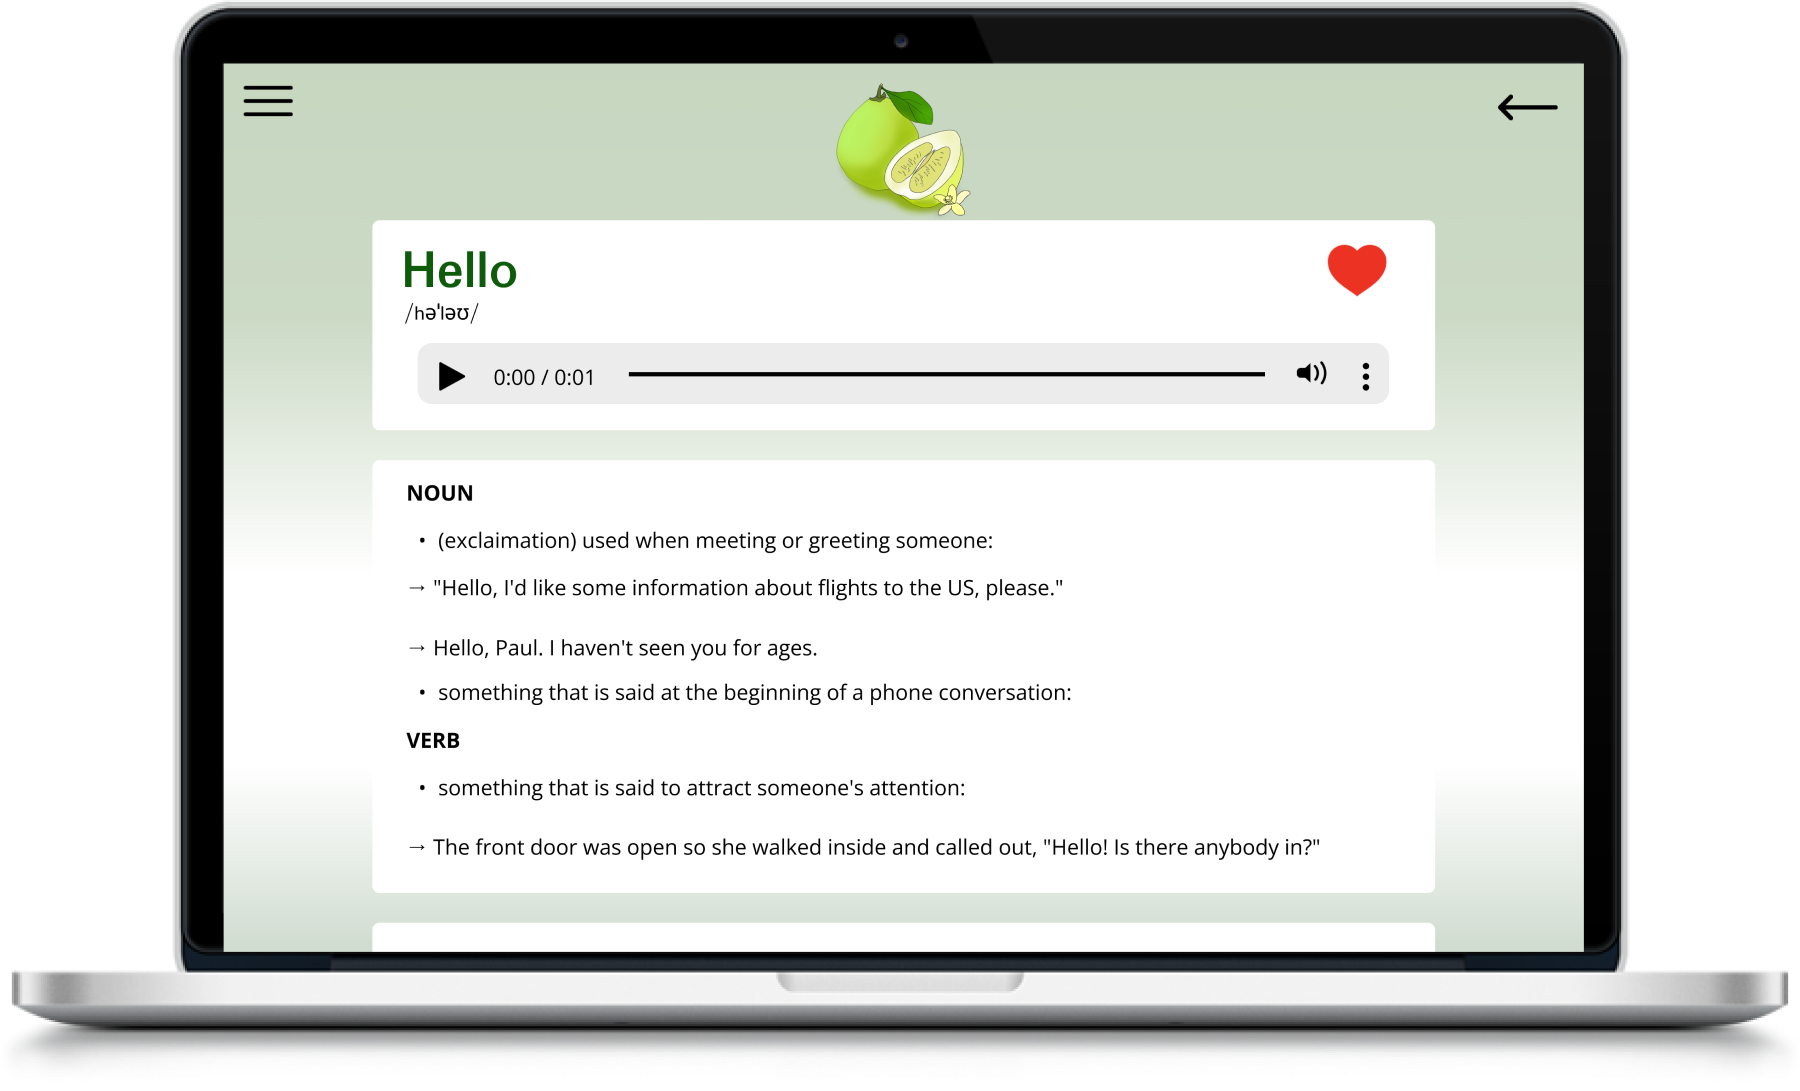 Hello
/həˈləʊ/
0:00 / 0:01
NOUN
• (exclaimation) used when meeting or greeting someone:
→ "Hello, I'd like some information about flights to the US, please."
→ Hello, Paul. I haven't seen you for ages.
• something that is said at the beginning of a phone conversation:
VERB
• something that is said to attract someone's attention:
→ The front door was open so she walked inside and called out, "Hello! Is there anybody in?"